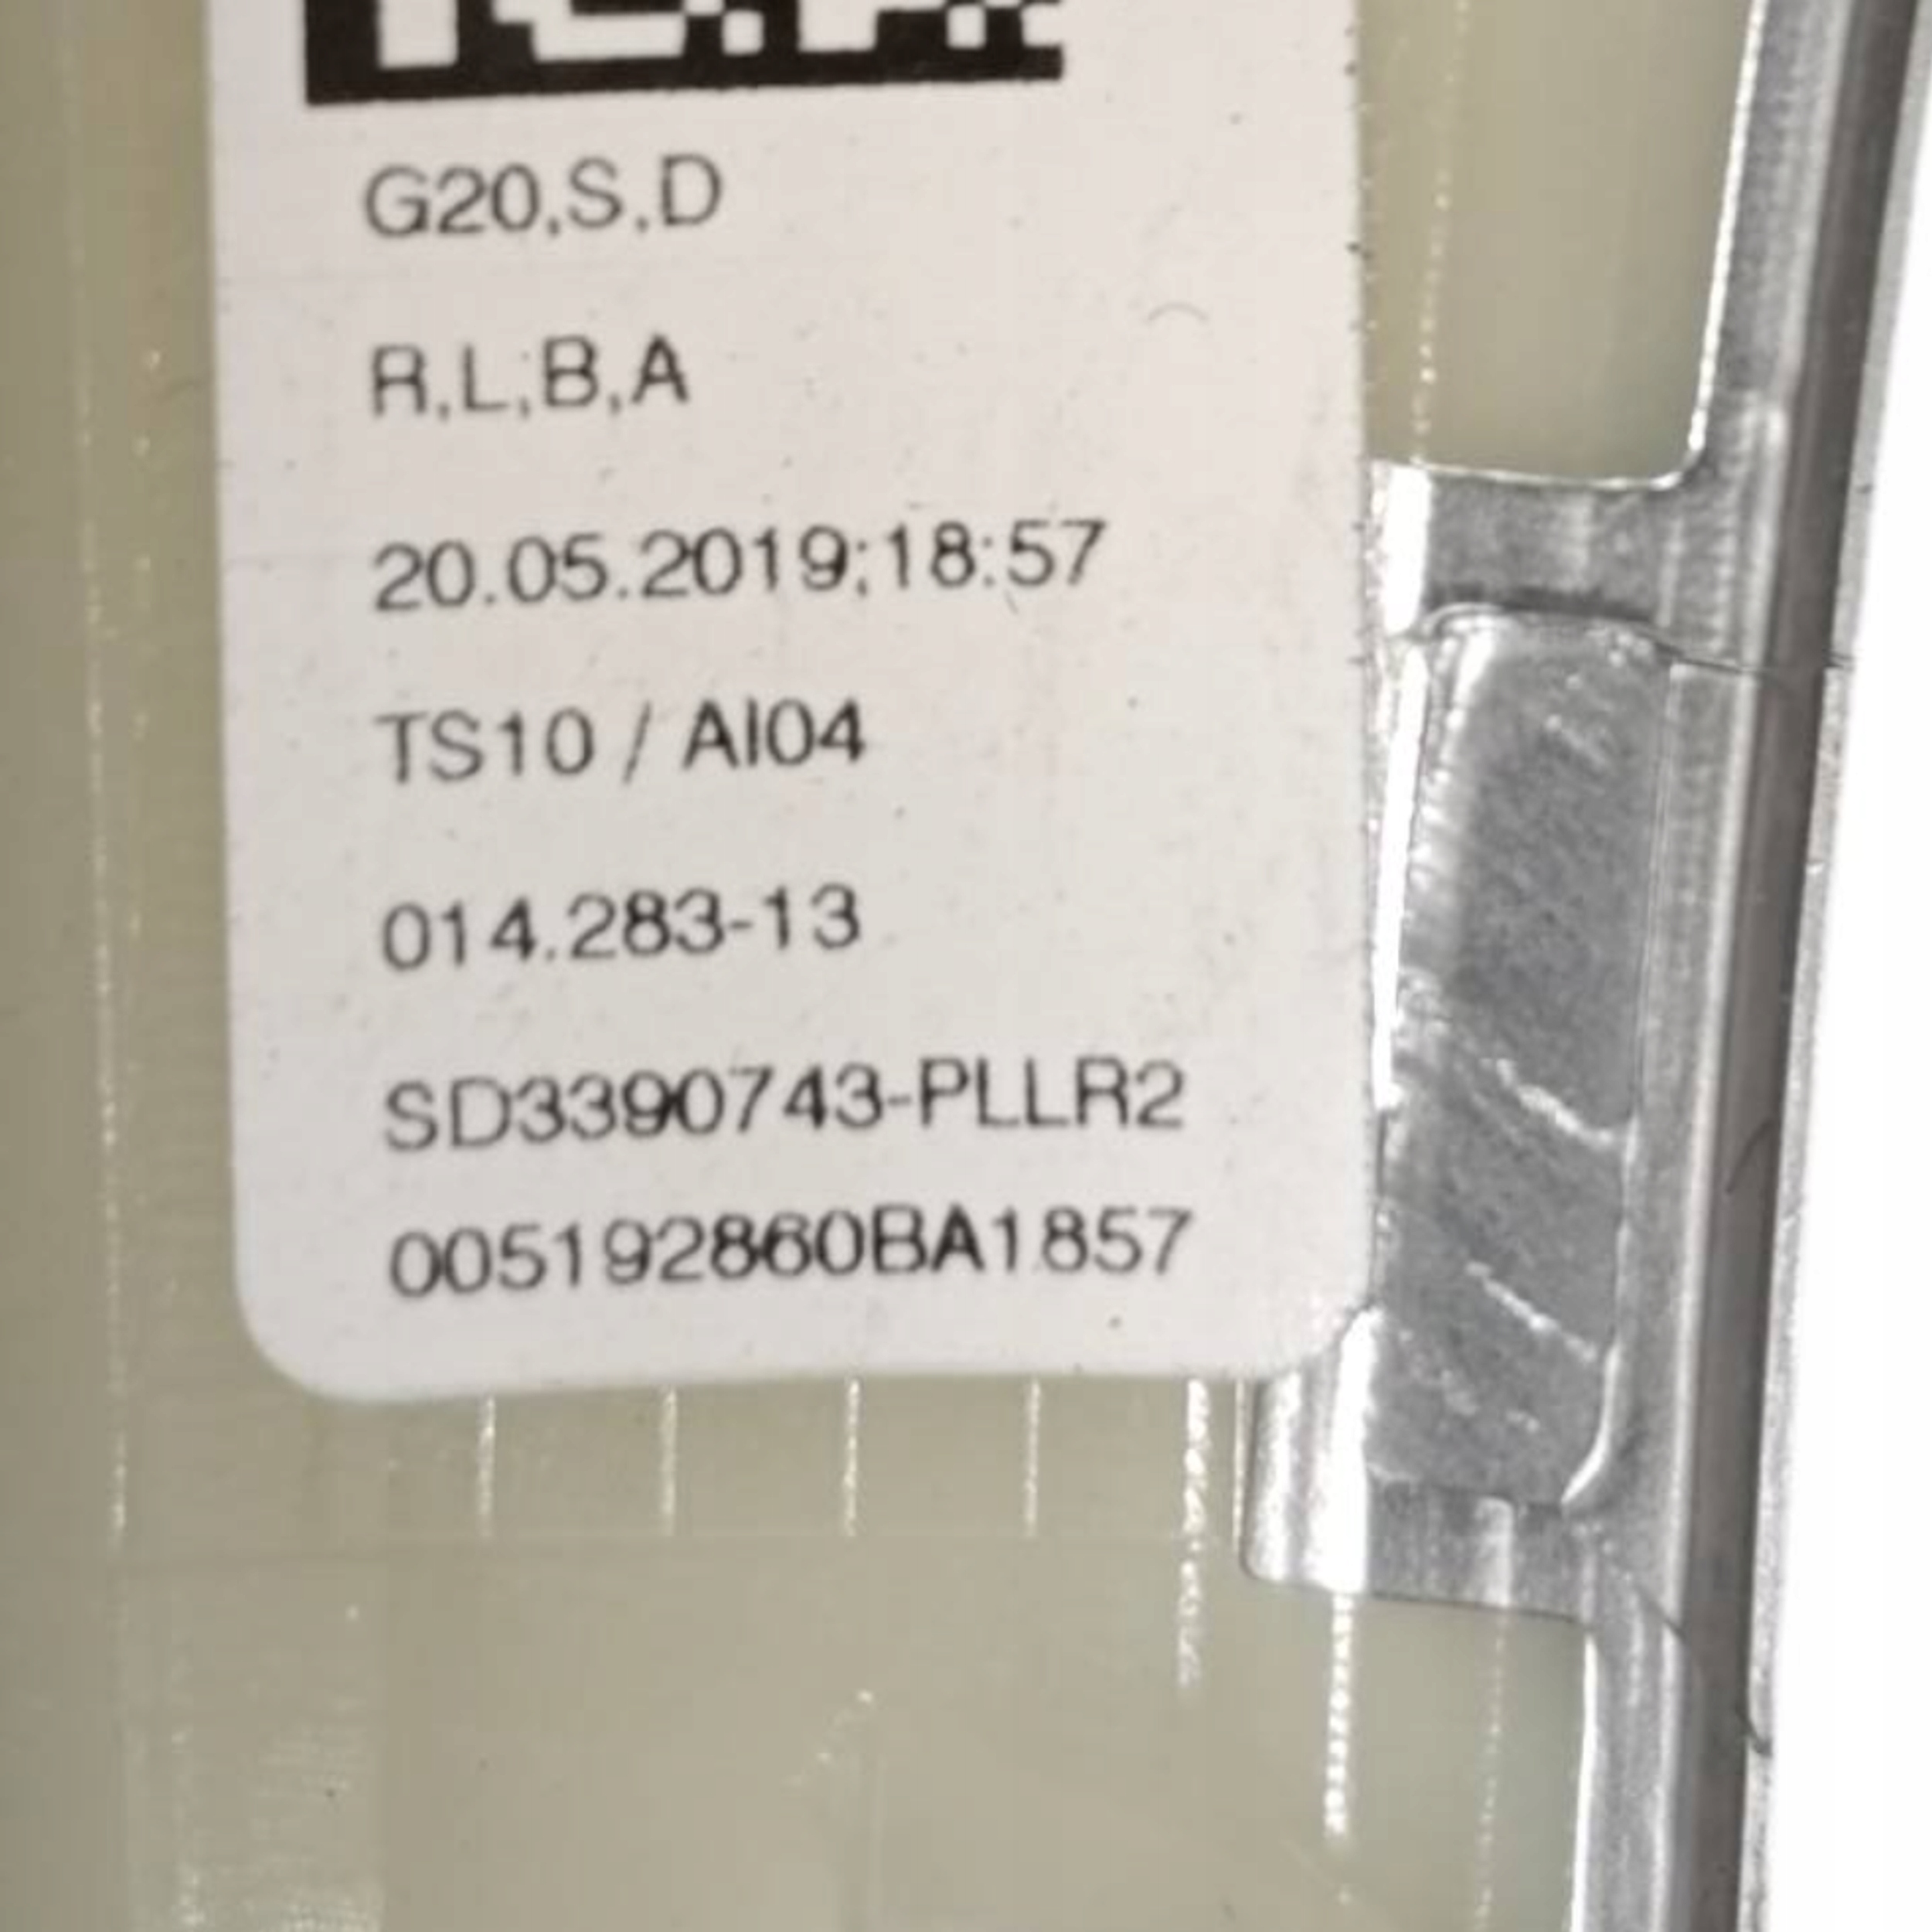 G20,S,D
R,L,B,A
20.05.2019;18:57
TS10 / AI04
014.283-13
SD3390743-PLLR2
005192860BA1857